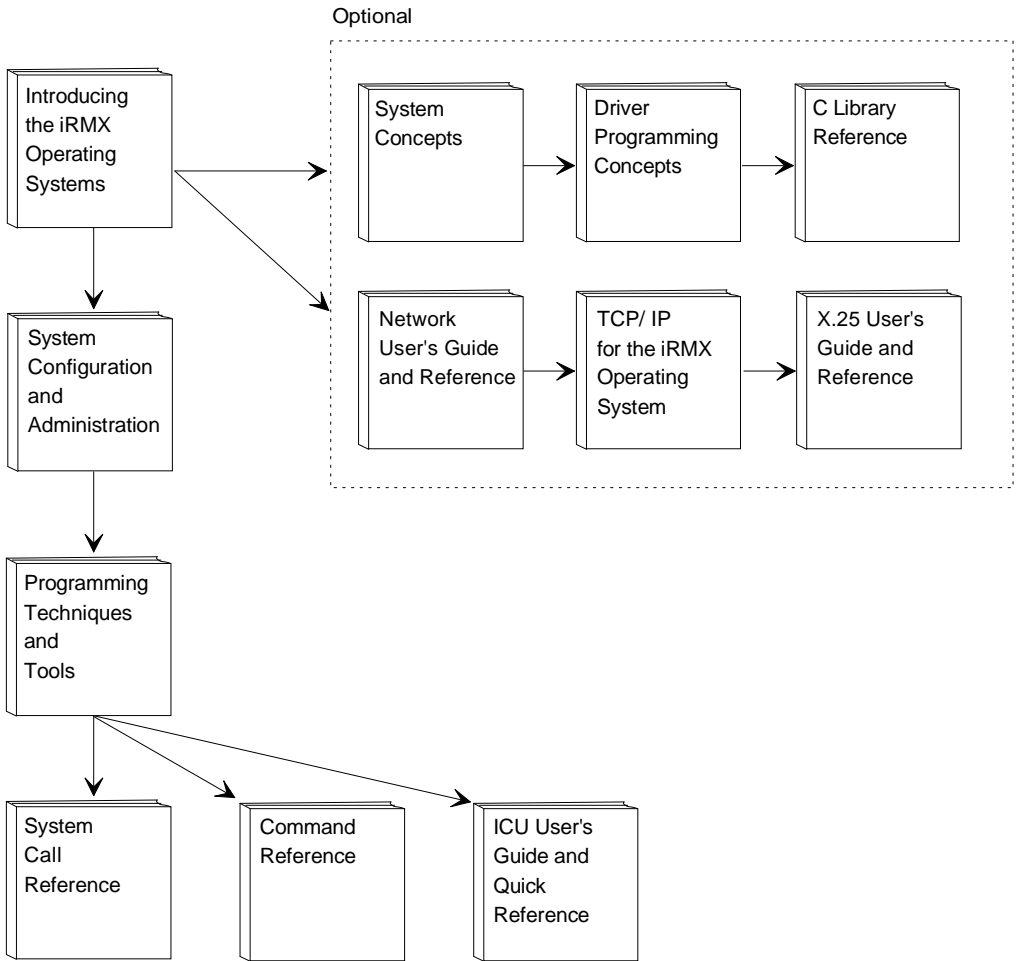 Optional
Introducing
the iRMX
Operating
Systems
System
Concepts
Driver
Programming
Concepts
C Library
Reference
Network
User's Guide
and Reference
TCP/ IP
for the iRMX
Operating
System
X.25 User's
Guide and
Reference
System
Configuration
and
Administration
Programming
Techniques
and
Tools
System
Call
Reference
Command
Reference
ICU User's
Guide and
Quick
Reference